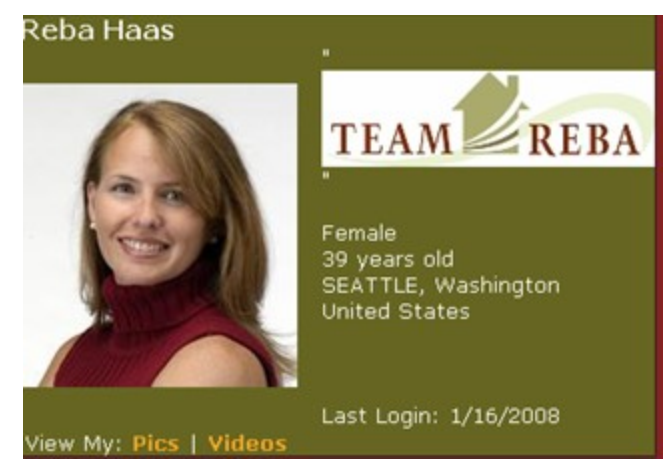 Reba Haas
"
TEAM REBA
"
Female
39 years old
SEATTLE, Washington
United States
Last Login: 1/16/2008
View My: Pics | Videos